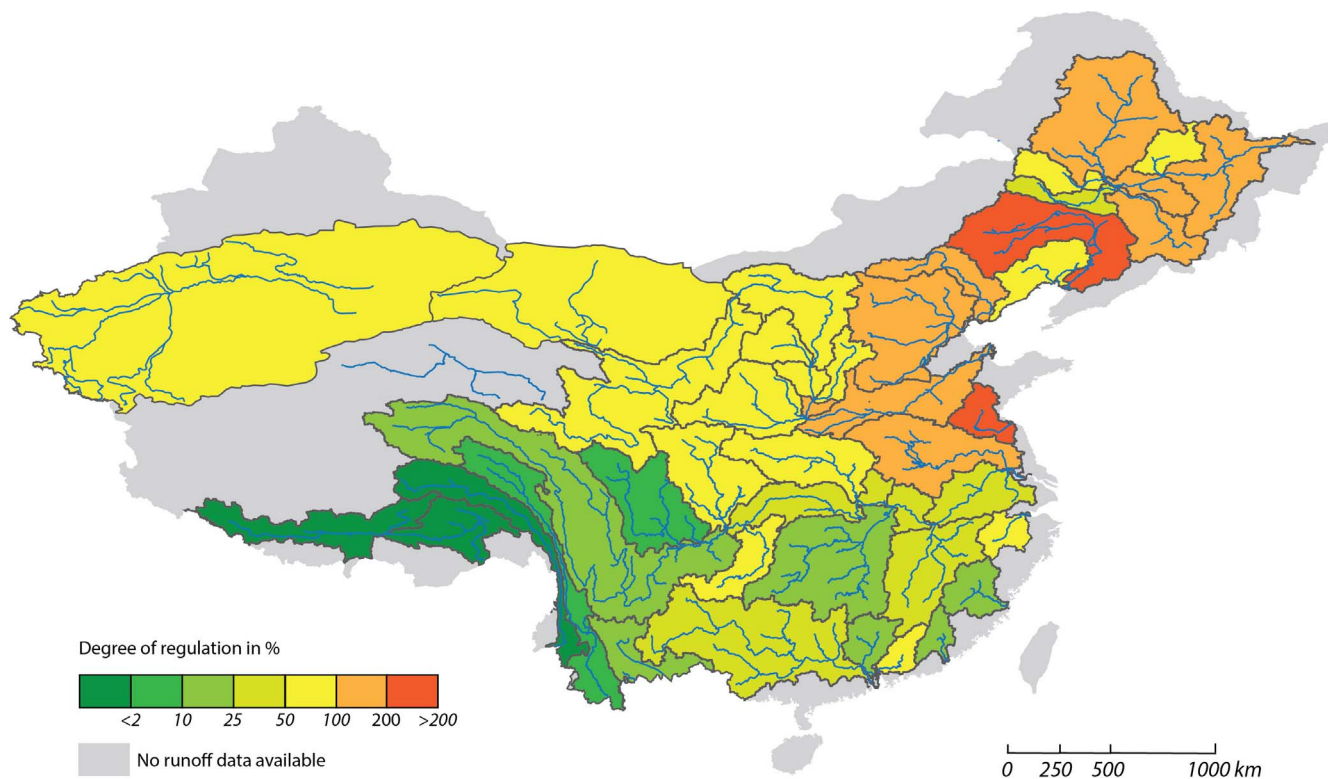 Degree of regulation in %
<2 10 25 50 100 200 >200
No runoff data available
0 250 500 1000 km